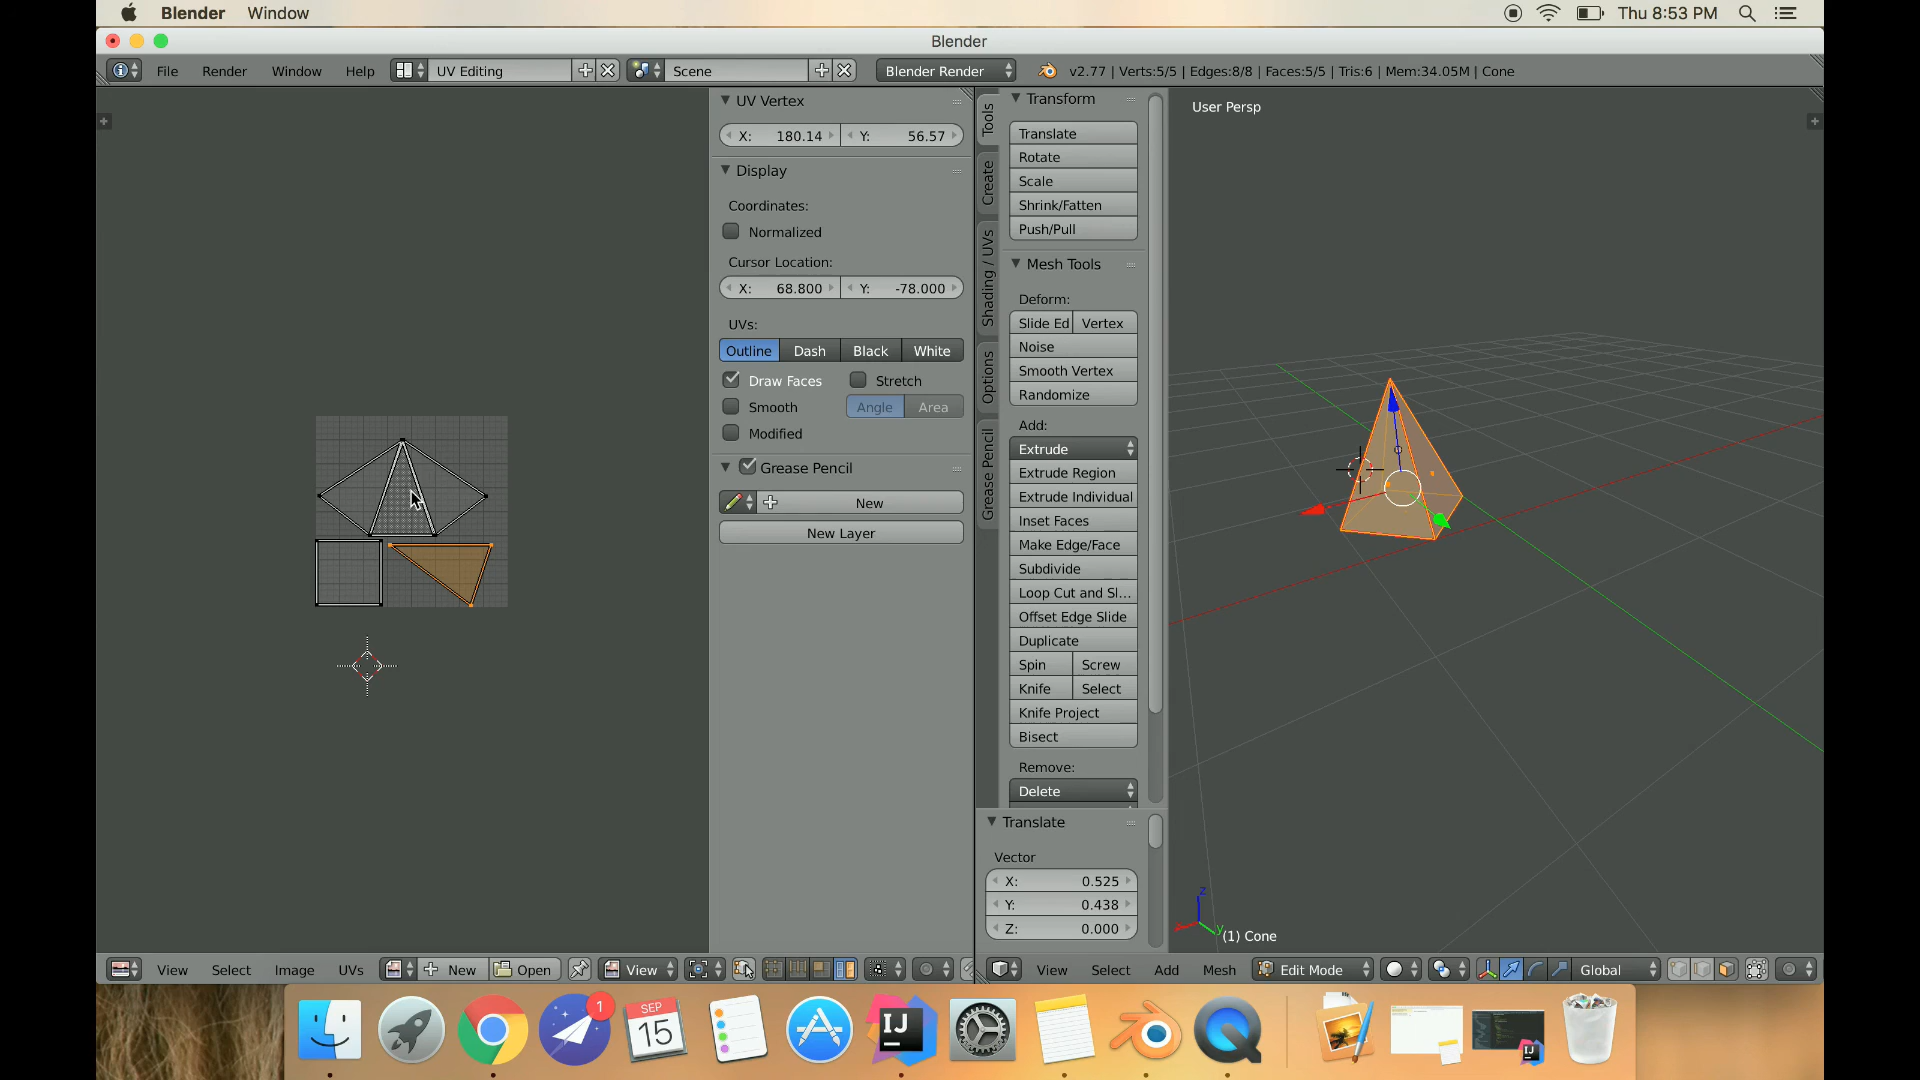 Blender Window Thu 8:53 PM
Blender
File Render Window Help UV Editing Scene Blender Render v2.77 | Verts:5/5 | Edges:8/8 | Faces:5/5 | Tris:6 | Mem:34.05M | Cone
UV Vertex
X: 180.14 Y: 56.57
Display
Coordinates:
Normalized
Cursor Location:
X: 68.800 Y: -78.000
UVs:
Outline Dash Black White
Draw Faces Stretch
Smooth Angle Area
Modified
Grease Pencil
New
New Layer
Tools
Create
Shading / UVs
Options
Grease Pencil
Transform
Translate
Rotate
Scale
Shrink/Fatten
Push/Pull
Mesh Tools
Deform:
Slide Ed Vertex
Noise
Smooth Vertex
Randomize
Add:
Extrude
Extrude Region
Extrude Individual
Inset Faces
Make Edge/Face
Subdivide
Loop Cut and Sl...
Offset Edge Slide
Duplicate
Spin Screw
Knife Select
Knife Project
Bisect
Remove:
Delete
Translate
Vector
X: 0.525
Y: 0.438
Z: 0.000
User Persp
z
y
(1) Cone
View Select Image UVs New Open View
View Select Add Mesh Edit Mode Global
1
SEP
15
IJ
IJ